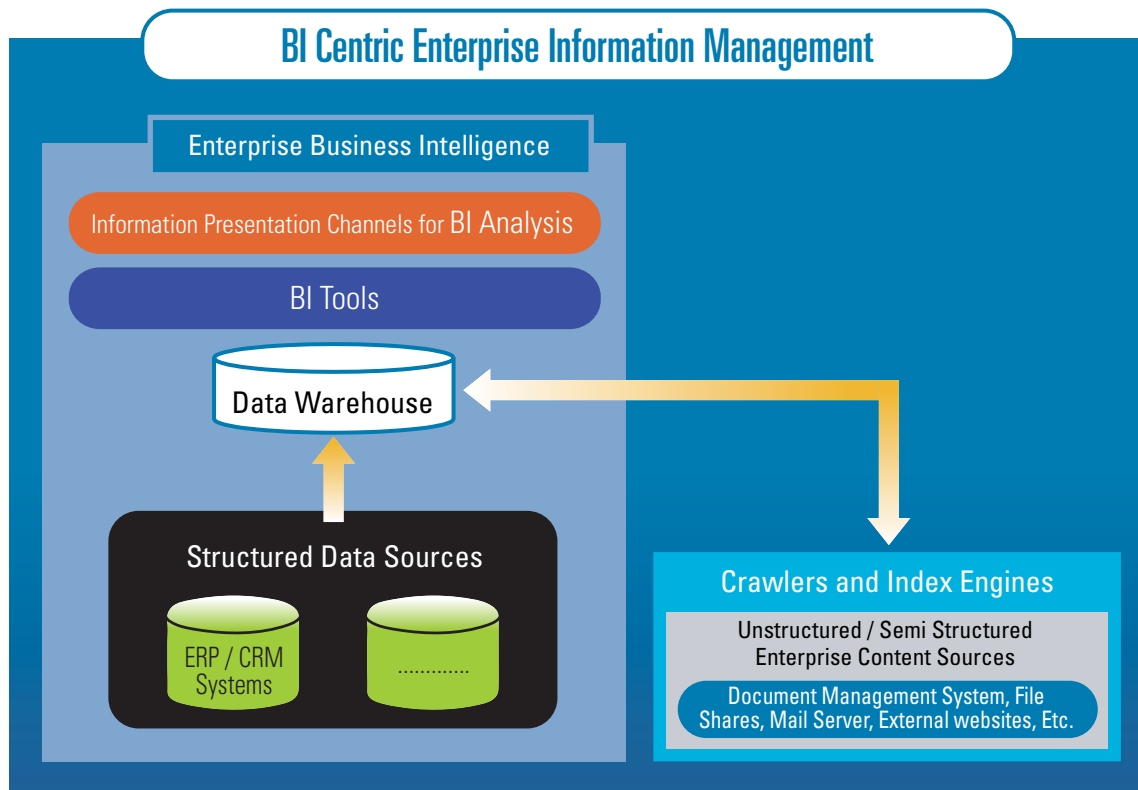 BI Centric Enterprise Information Management
Enterprise Business Intelligence
Information Presentation Channels for BI Analysis
BI Tools
Data Warehouse
Structured Data Sources
ERP / CRM
Systems
.............
Crawlers and Index Engines
Unstructured / Semi Structured
Enterprise Content Sources
Document Management System, File
Shares, Mail Server, External websites, Etc.